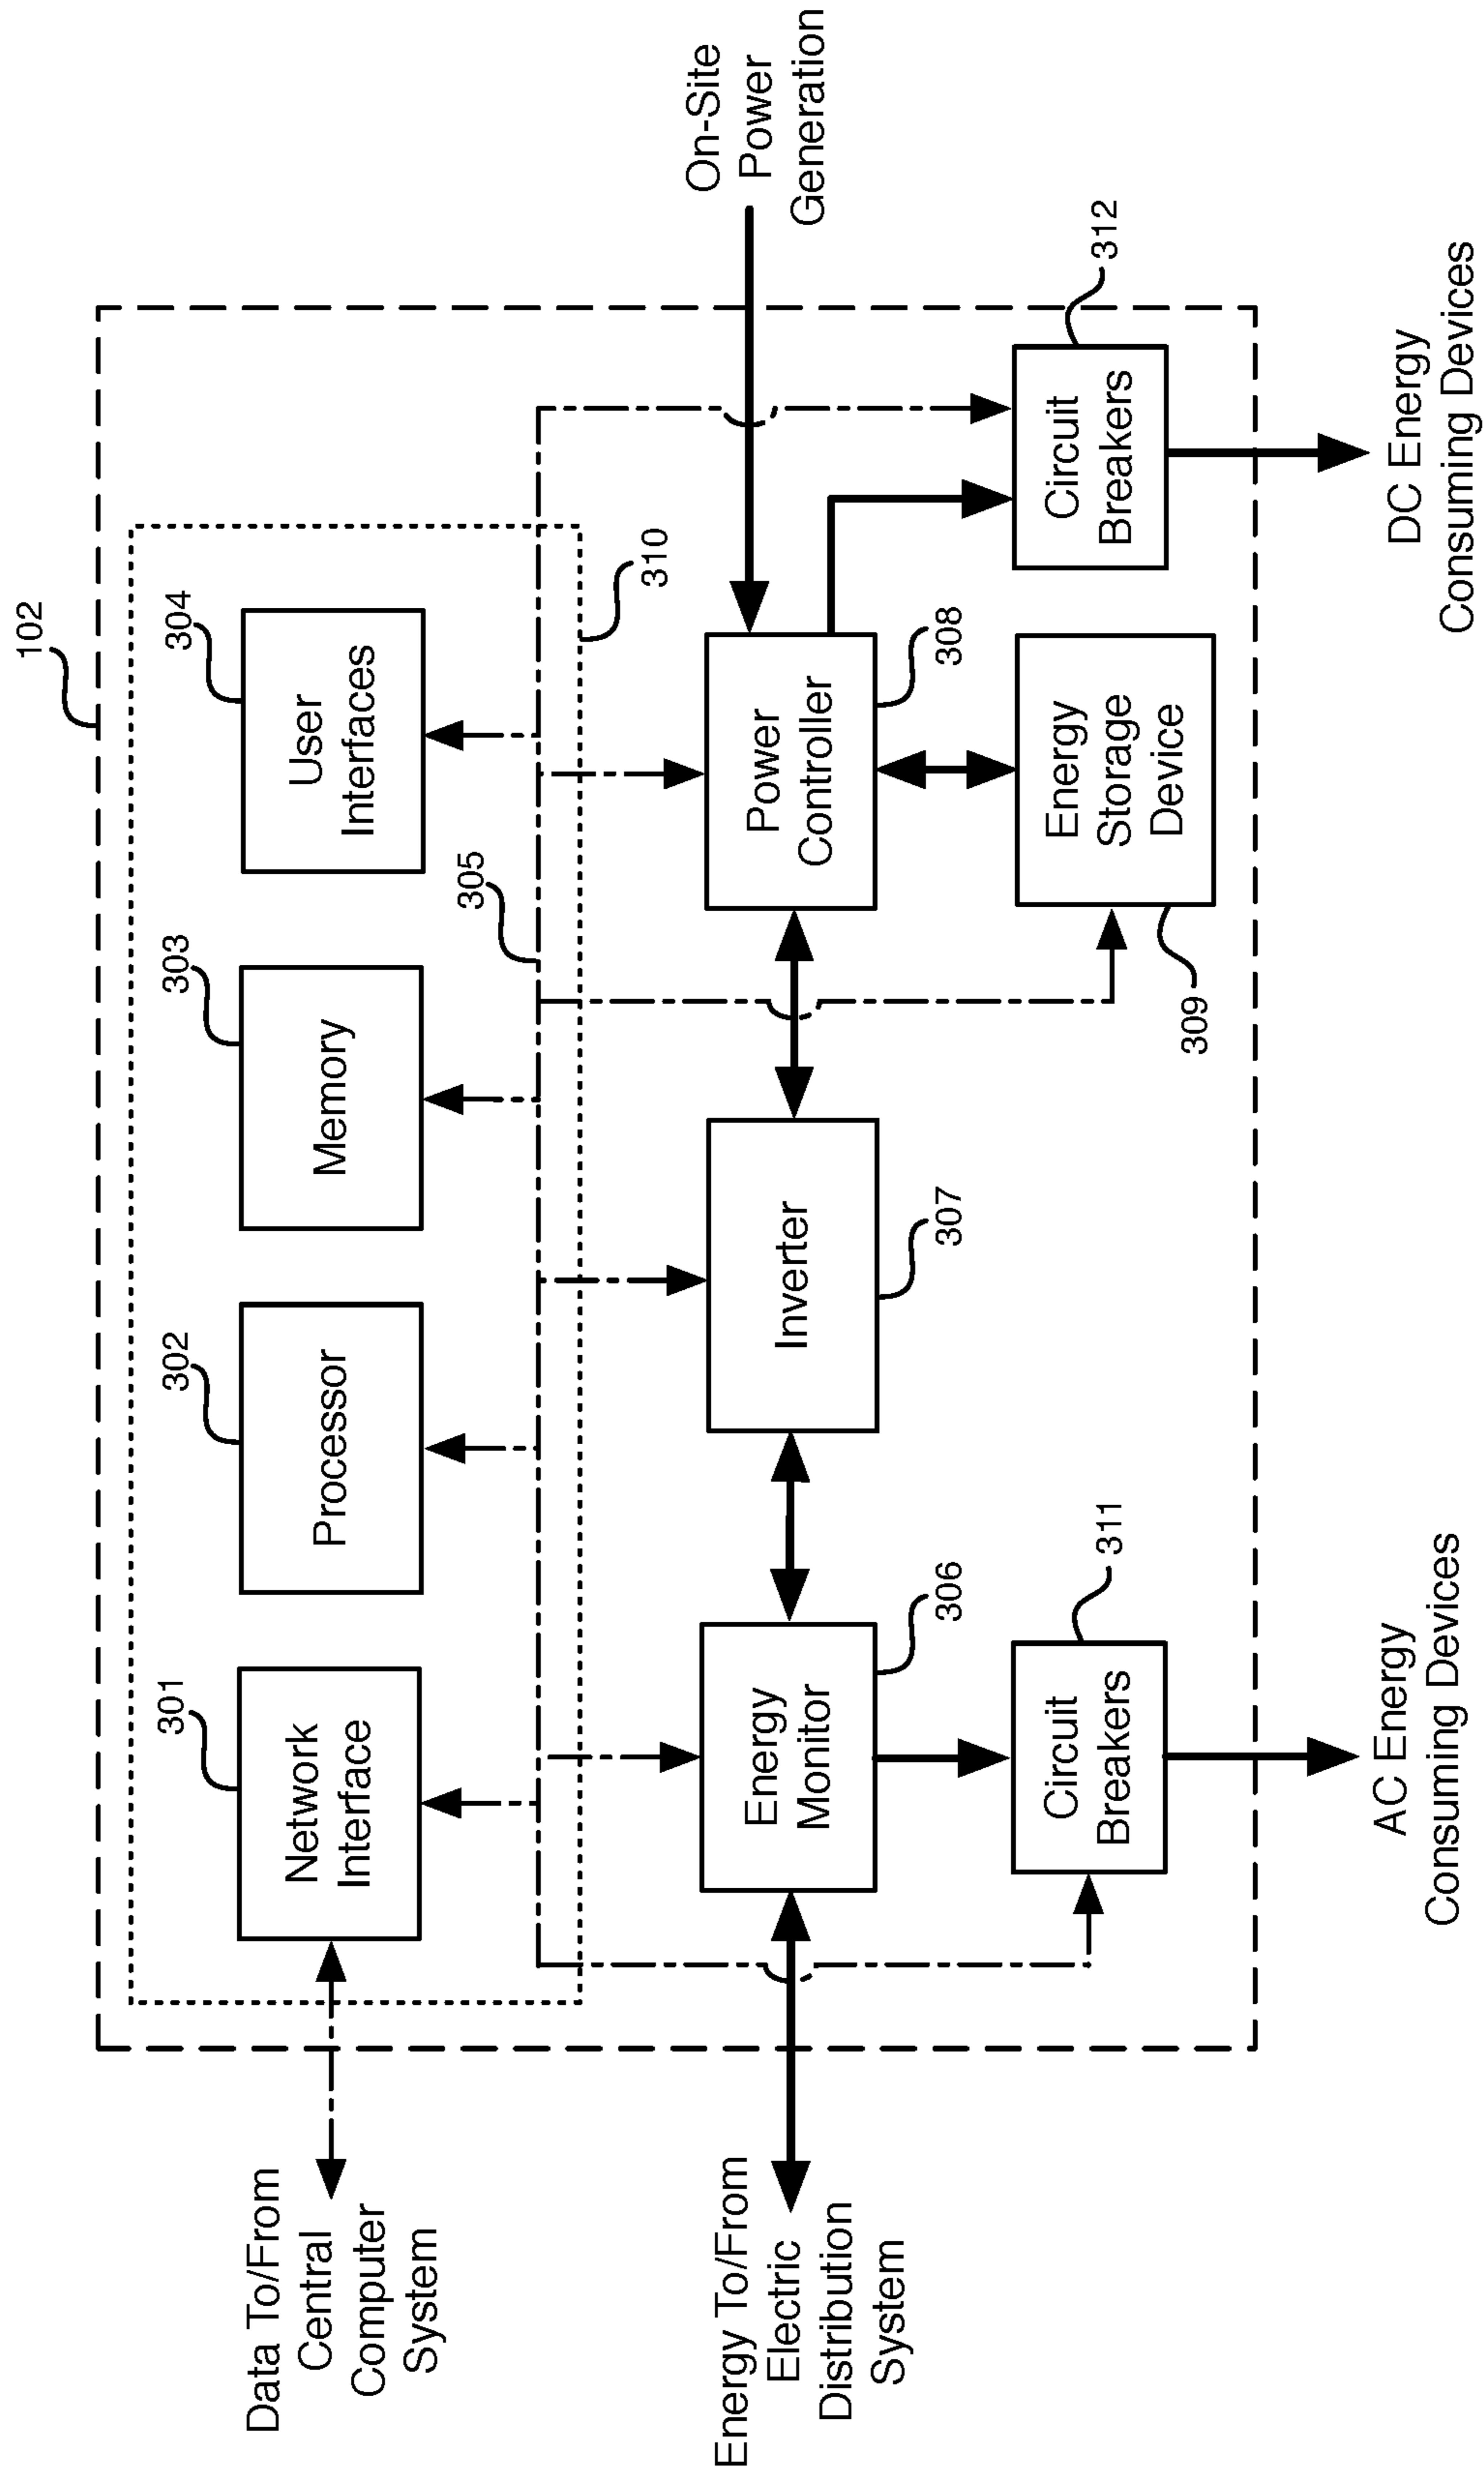 102
304
User
Interfaces
303
Memory
302
Processor
301
Network
Interface
305
310
Data To/From
Central
Computer
System
On-Site
Power
Generation
Energy To/From
Electric
Distribution
System
Energy
Monitor
306
Inverter
307
Power
Controller
308
Circuit
Breakers
311
Energy
Storage
Device
309
Circuit
Breakers
312
AC Energy
Consuming Devices
DC Energy
Consuming Devices